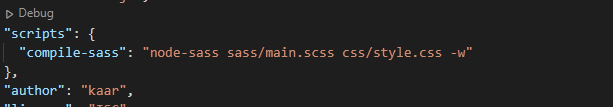 Debug
"scripts": {
"compile-sass": "node-sass sass/main.scss css/style.css -w"
},
"author": "kaar",